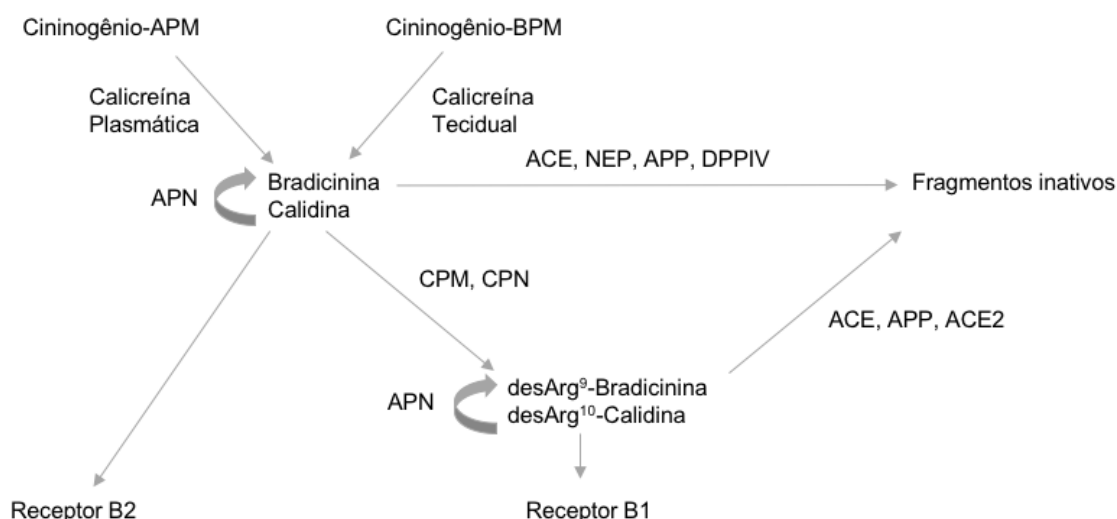 Cininogênio-APM
Cininogênio-BPM
Calicreína
Plasmática
Calicreína
Tecidual
ACE, NEP, APP, DPPIV
APN
Bradicinina
Calidina
Fragmentos inativos
CPM, CPN
ACE, APP, ACE2
APN
desArg⁹-Bradicinina
desArg¹⁰-Calidina
Receptor B2
Receptor B1